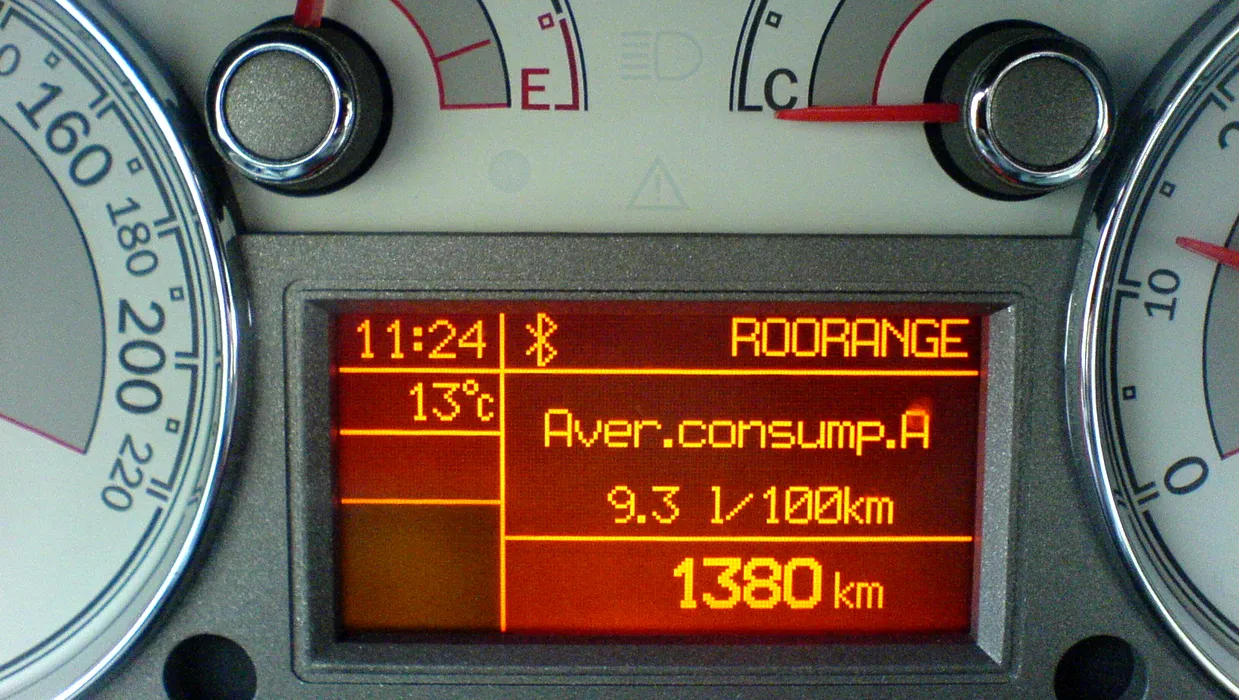 E
C
160
180
200
220
10
0
11:24
ROORANGE
13°c
Aver.consump.A
9.3 l/100km
1380 km